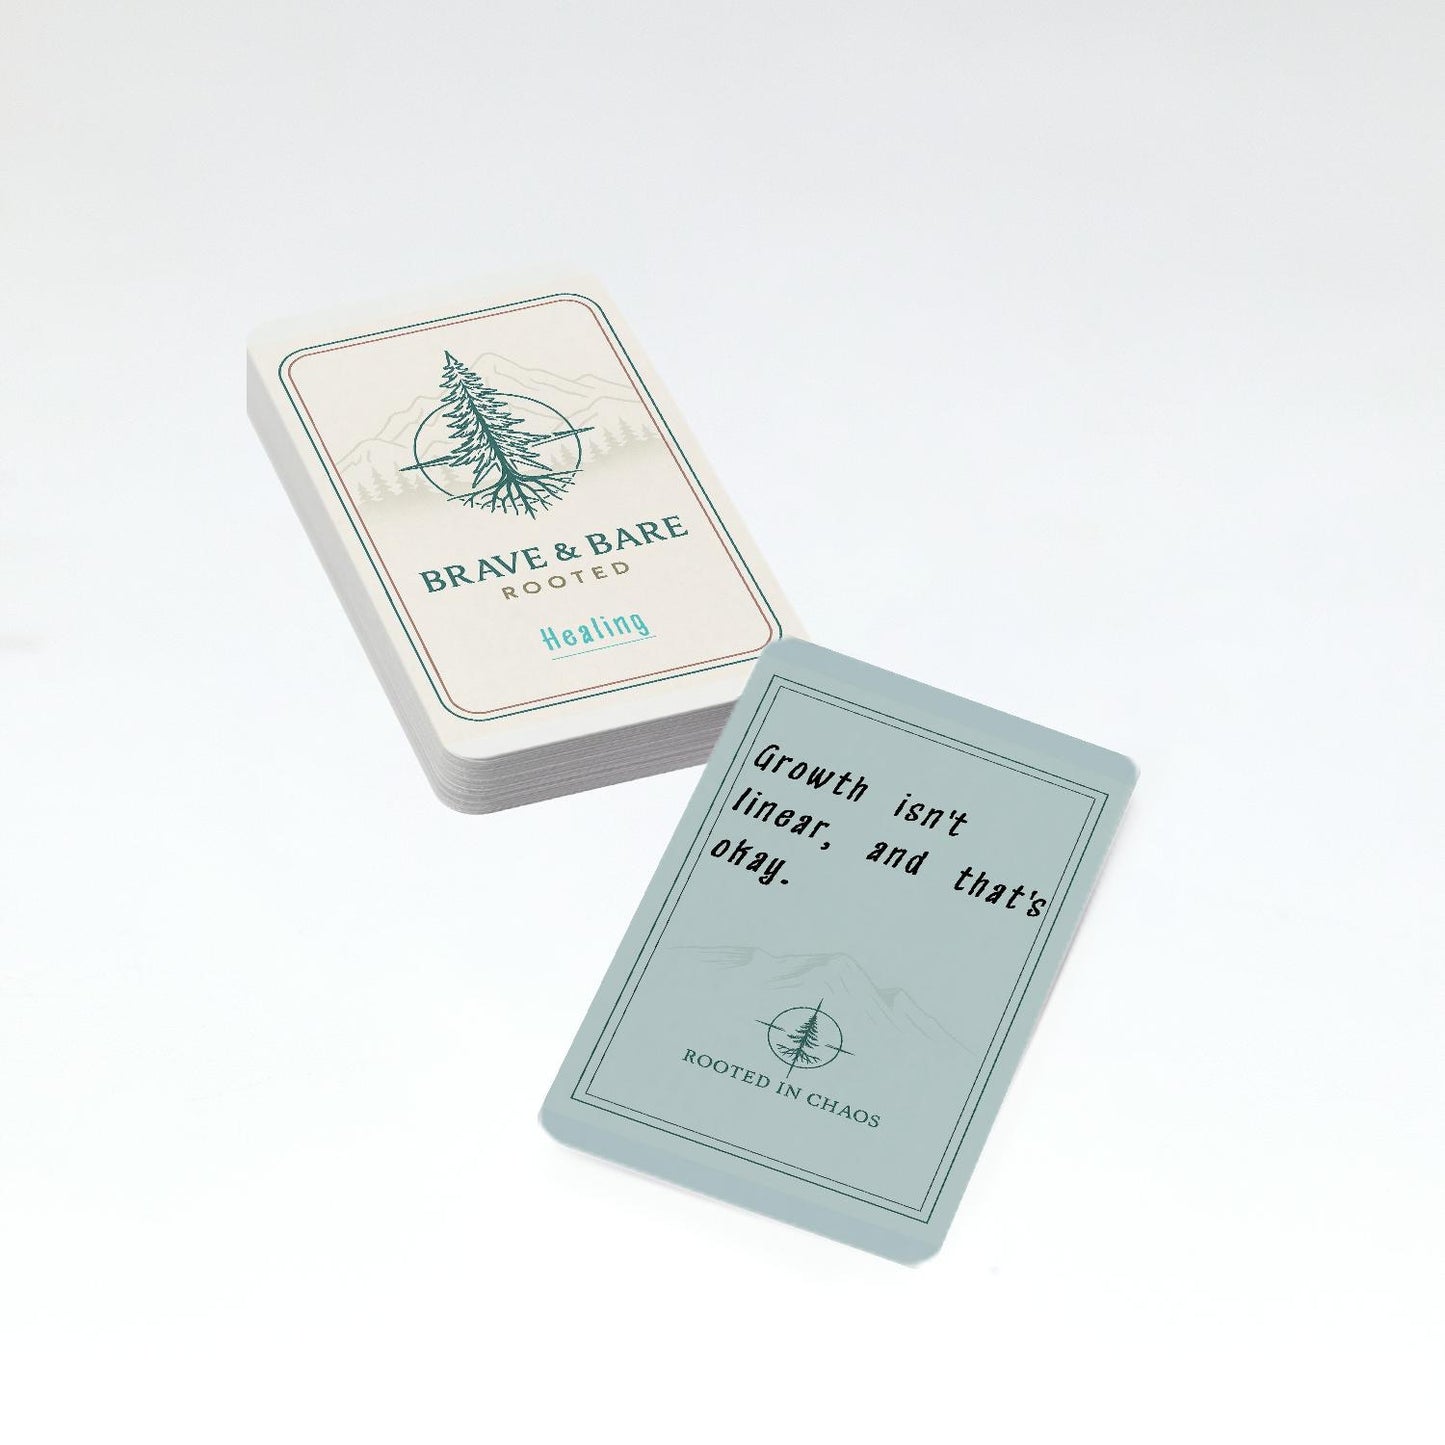 BRAVE & BARE
ROOTED
Healing
Growth isn't
linear, and that's
okay.
ROOTED IN CHAOS